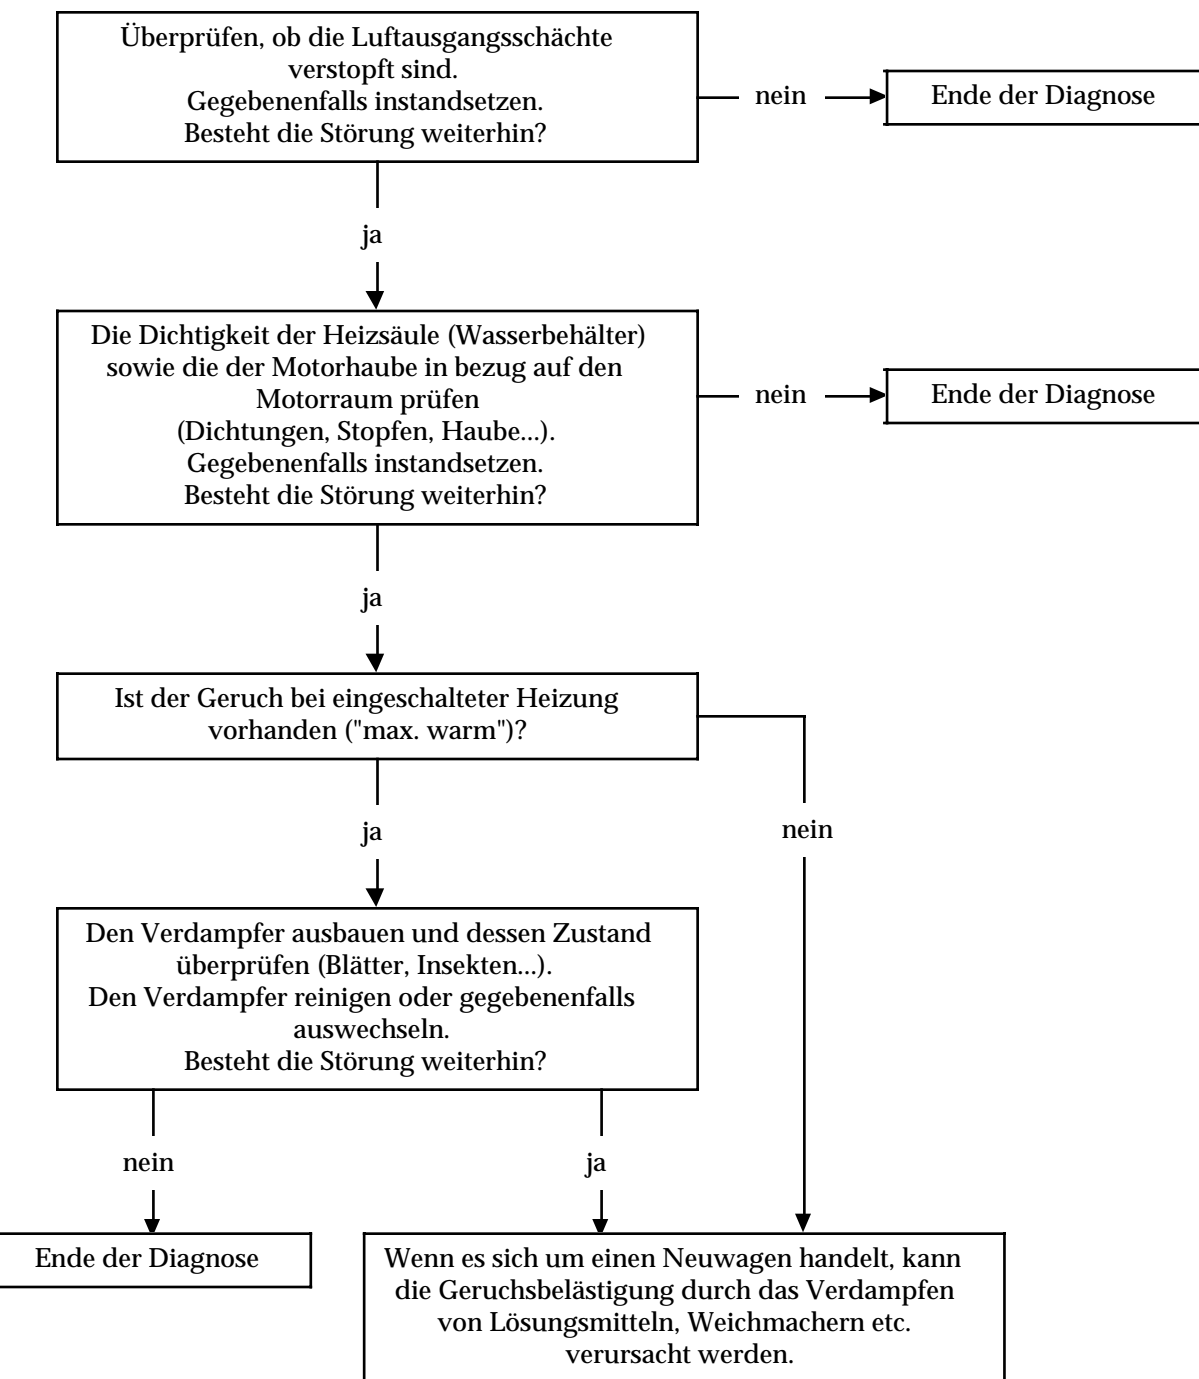 Überprüfen, ob die Luftausgangsschächte
verstopft sind.
Gegebenenfalls instandsetzen.
Besteht die Störung weiterhin?
nein
Ende der Diagnose
ja
Die Dichtigkeit der Heizsäule (Wasserbehälter)
sowie die der Motorhaube in bezug auf den
Motorraum prüfen
(Dichtungen, Stopfen, Haube...).
Gegebenenfalls instandsetzen.
Besteht die Störung weiterhin?
nein
Ende der Diagnose
ja
Ist der Geruch bei eingeschalteter Heizung
vorhanden ("max. warm")?
ja
nein
Den Verdampfer ausbauen und dessen Zustand
überprüfen (Blätter, Insekten...).
Den Verdampfer reinigen oder gegebenenfalls
auswechseln.
Besteht die Störung weiterhin?
nein
ja
Ende der Diagnose
Wenn es sich um einen Neuwagen handelt, kann
die Geruchsbelästigung durch das Verdampfen
von Lösungsmitteln, Weichmachern etc.
verursacht werden.